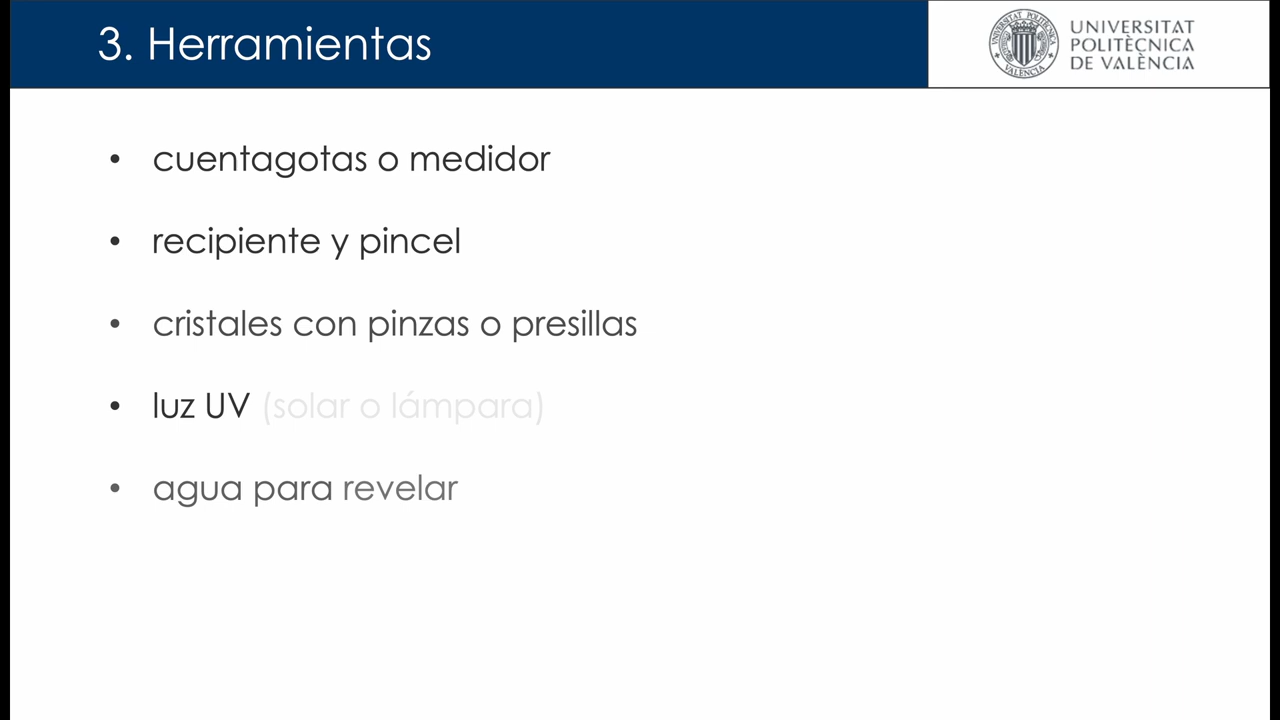 3. Herramientas
UNIVERSITAT
POLITÈCNICA
DE VALÈNCIA
• cuentagotas o medidor
• recipiente y pincel
• cristales con pinzas o presillas
• luz UV (solar o lámpara)
• agua para revelar